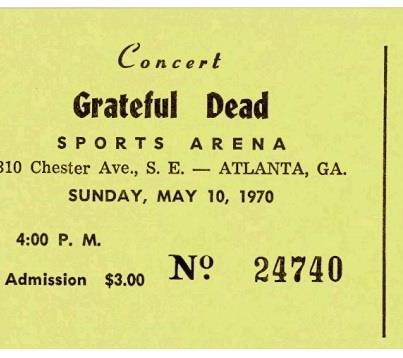 Concert
Grateful Dead
SPORTS ARENA
310 Chester Ave., S. E. — ATLANTA, GA.
SUNDAY, MAY 10, 1970
4:00 P. M.
Admission $3.00
Nº 24740